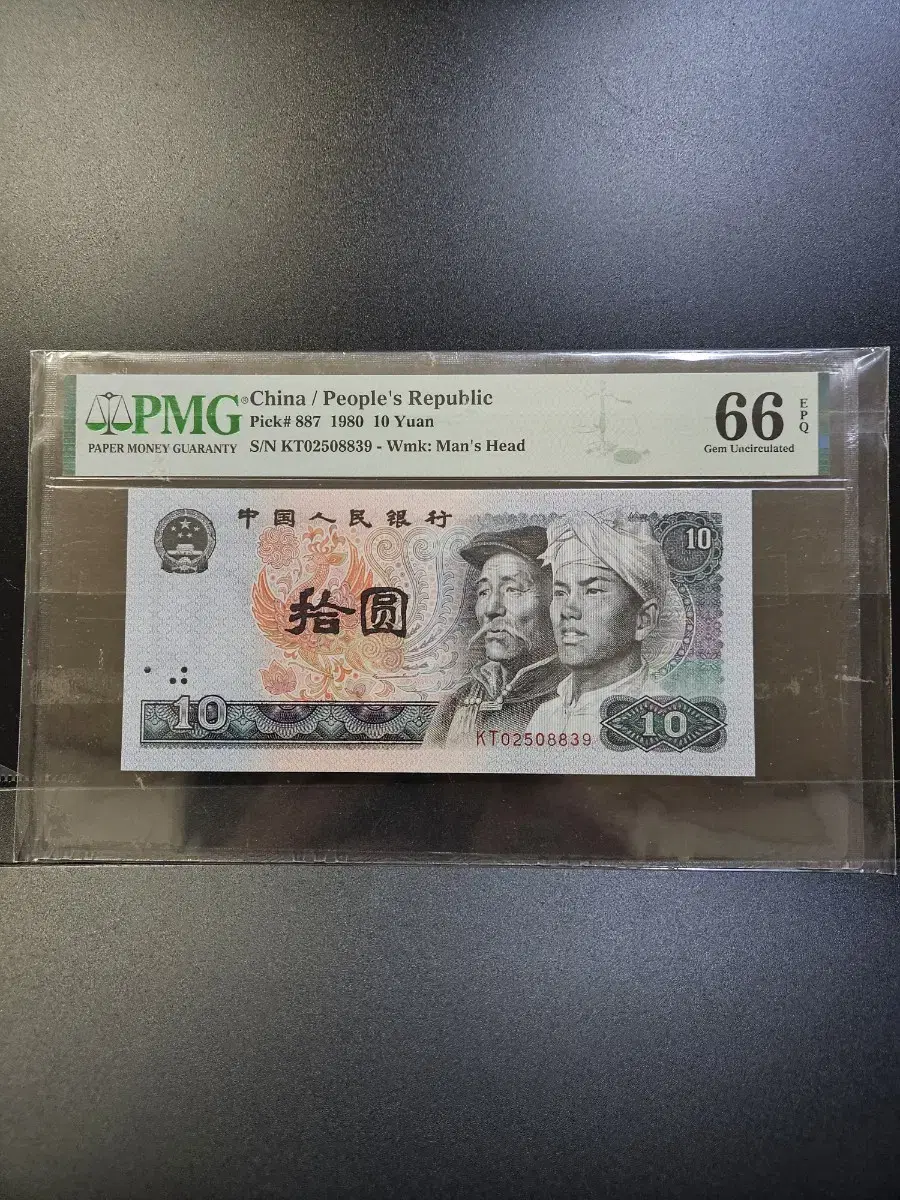 PMG®
PAPER MONEY GUARANTY
China / People's Republic
Pick# 887 1980 10 Yuan
S/N KT02508839 - Wmk: Man's Head
66
EPQ
Gem Uncirculated
中国人民银行
10
拾圆
10
KT02508839
10